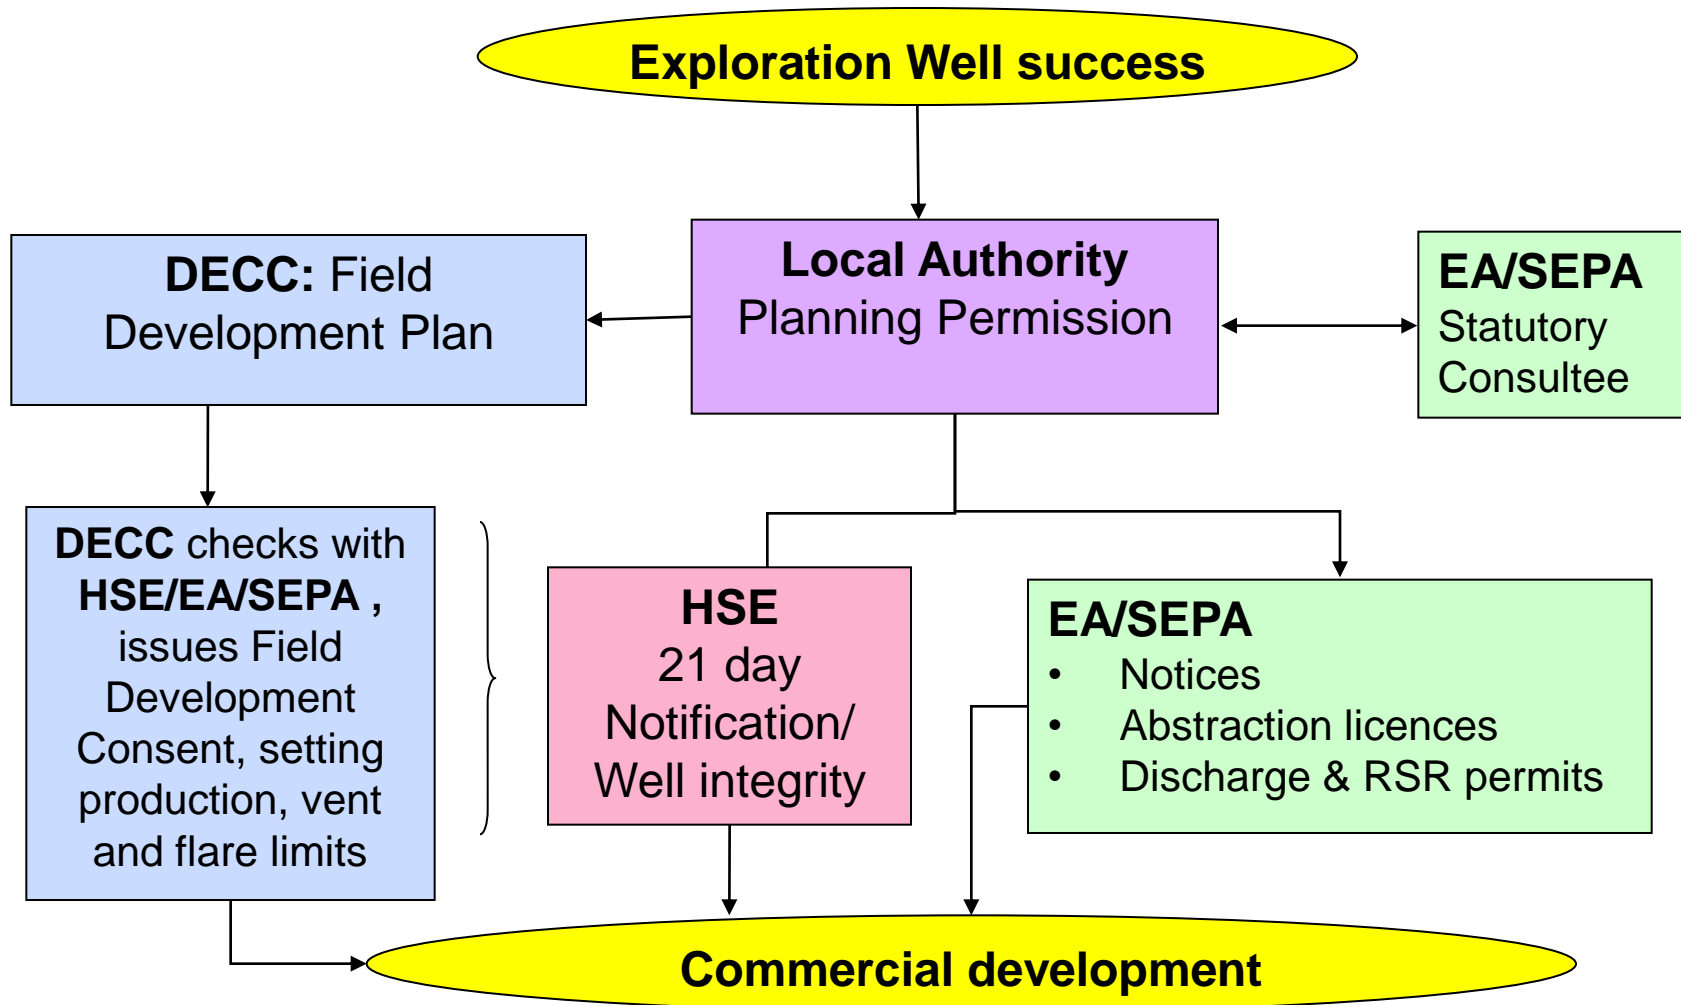 Exploration Well success
DECC: Field
Development Plan
Local Authority
Planning Permission
EA/SEPA
Statutory
Consultee
DECC checks with
HSE/EA/SEPA ,
issues Field
Development
Consent, setting
production, vent
and flare limits
HSE
21 day
Notification/
Well integrity
EA/SEPA
• Notices
• Abstraction licences
• Discharge & RSR permits
Commercial development